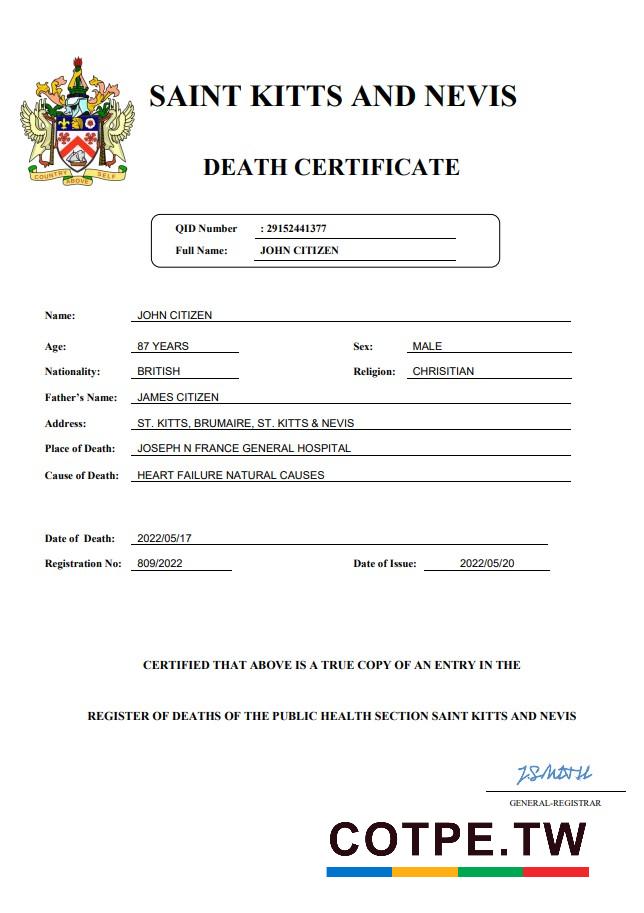 SAINT KITTS AND NEVIS
DEATH CERTIFICATE
COUNTRY ABOVE SELF
QID Number : 29152441377
Full Name: JOHN CITIZEN
Name: JOHN CITIZEN
Age: 87 YEARS Sex: MALE
Nationality: BRITISH Religion: CHRISITIAN
Father's Name: JAMES CITIZEN
Address: ST. KITTS, BRUMAIRE, ST. KITTS & NEVIS
Place of Death: JOSEPH N FRANCE GENERAL HOSPITAL
Cause of Death: HEART FAILURE NATURAL CAUSES
Date of Death: 2022/05/17
Registration No: 809/2022 Date of Issue: 2022/05/20
CERTIFIED THAT ABOVE IS A TRUE COPY OF AN ENTRY IN THE
REGISTER OF DEATHS OF THE PUBLIC HEALTH SECTION SAINT KITTS AND NEVIS
GENERAL-REGISTRAR
COTPE.TW